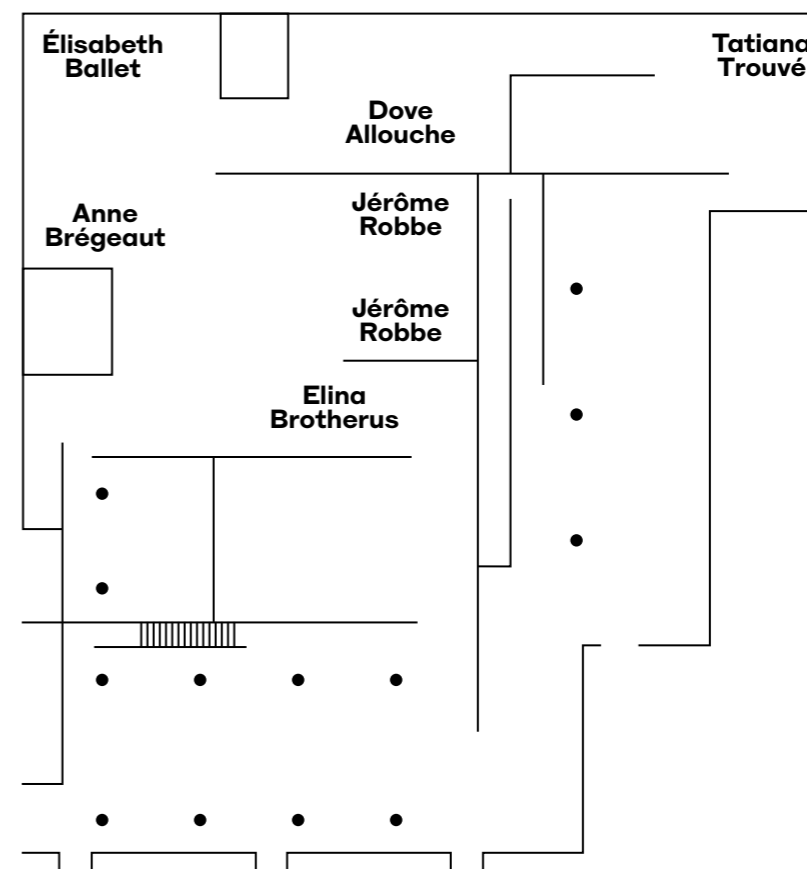 Élisabeth
Ballet
Tatiana
Trouvé
Dove
Allouche
Jérôme
Robbe
Anne
Brégeaut
Jérôme
Robbe
Elina
Brotherus